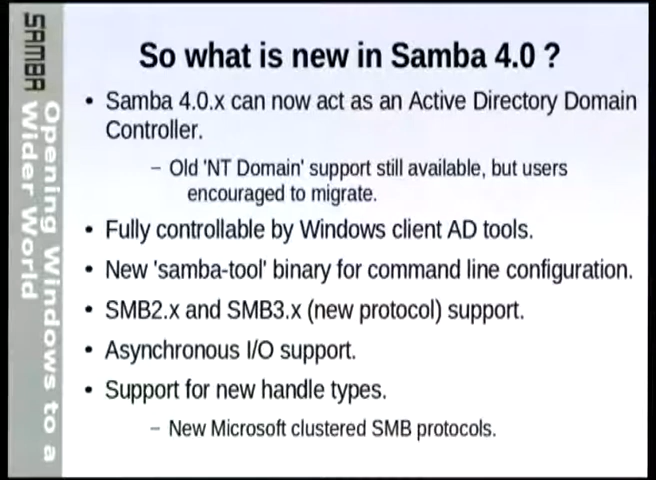 SAMBA
Opening Windows to a
Wider World
So what is new in Samba 4.0 ?
• Samba 4.0.x can now act as an Active Directory Domain
Controller.
– Old 'NT Domain' support still available, but users
encouraged to migrate.
• Fully controllable by Windows client AD tools.
• New 'samba-tool' binary for command line configuration.
• SMB2.x and SMB3.x (new protocol) support.
• Asynchronous I/O support.
• Support for new handle types.
– New Microsoft clustered SMB protocols.